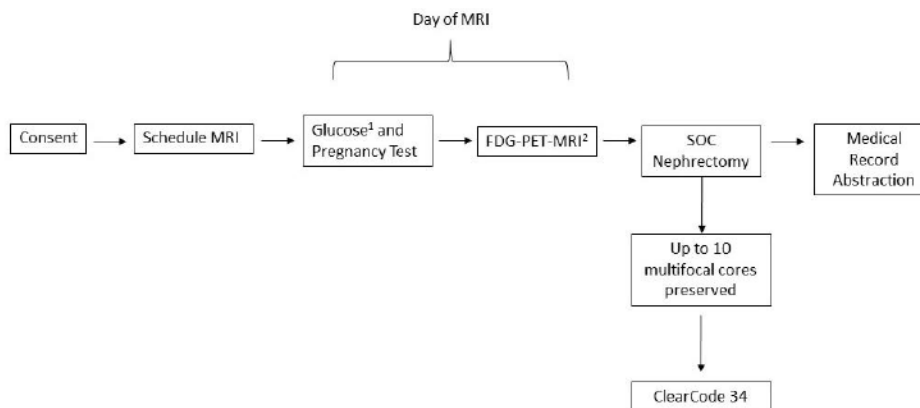 Day of MRI
Consent
Schedule MRI
Glucose¹ and
Pregnancy Test
FDG-PET-MRI²
SOC
Nephrectomy
Medical
Record
Abstraction
Up to 10
multifocal cores
preserved
ClearCode 34